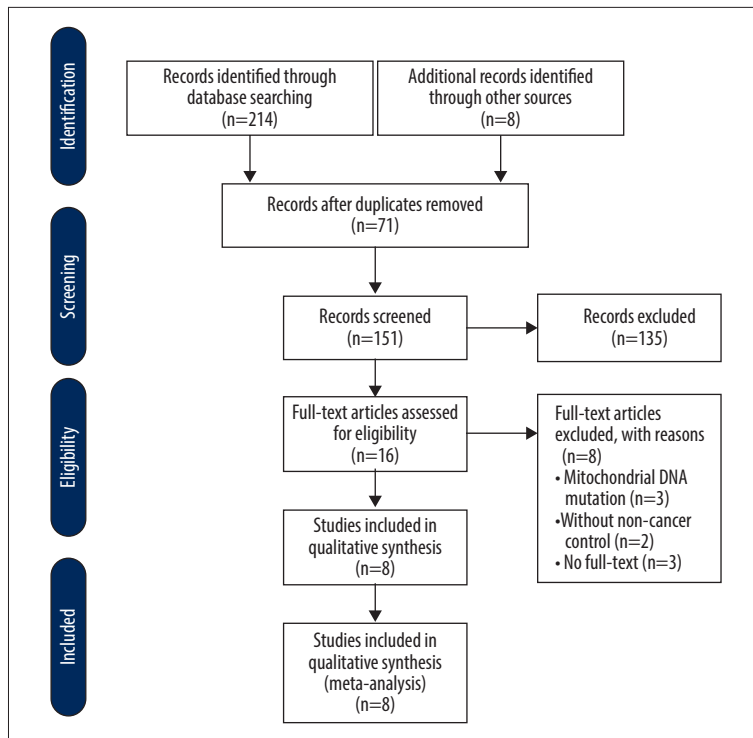 Identification
Records identified through
database searching
(n=214)
Additional records identified
through other sources
(n=8)
Records after duplicates removed
(n=71)
Screening
Records screened
(n=151)
Records excluded
(n=135)
Eligibility
Full-text articles assessed
for eligibility
(n=16)
Full-text articles
excluded, with reasons
(n=8)
• Mitochondrial DNA
mutation (n=3)
•Without non-cancer
control (n=2)
• No full-text (n=3)
Studies included in
qualitative synthesis
(n=8)
Included
Studies included in
qualitative synthesis
(meta-analysis)
(n=8)